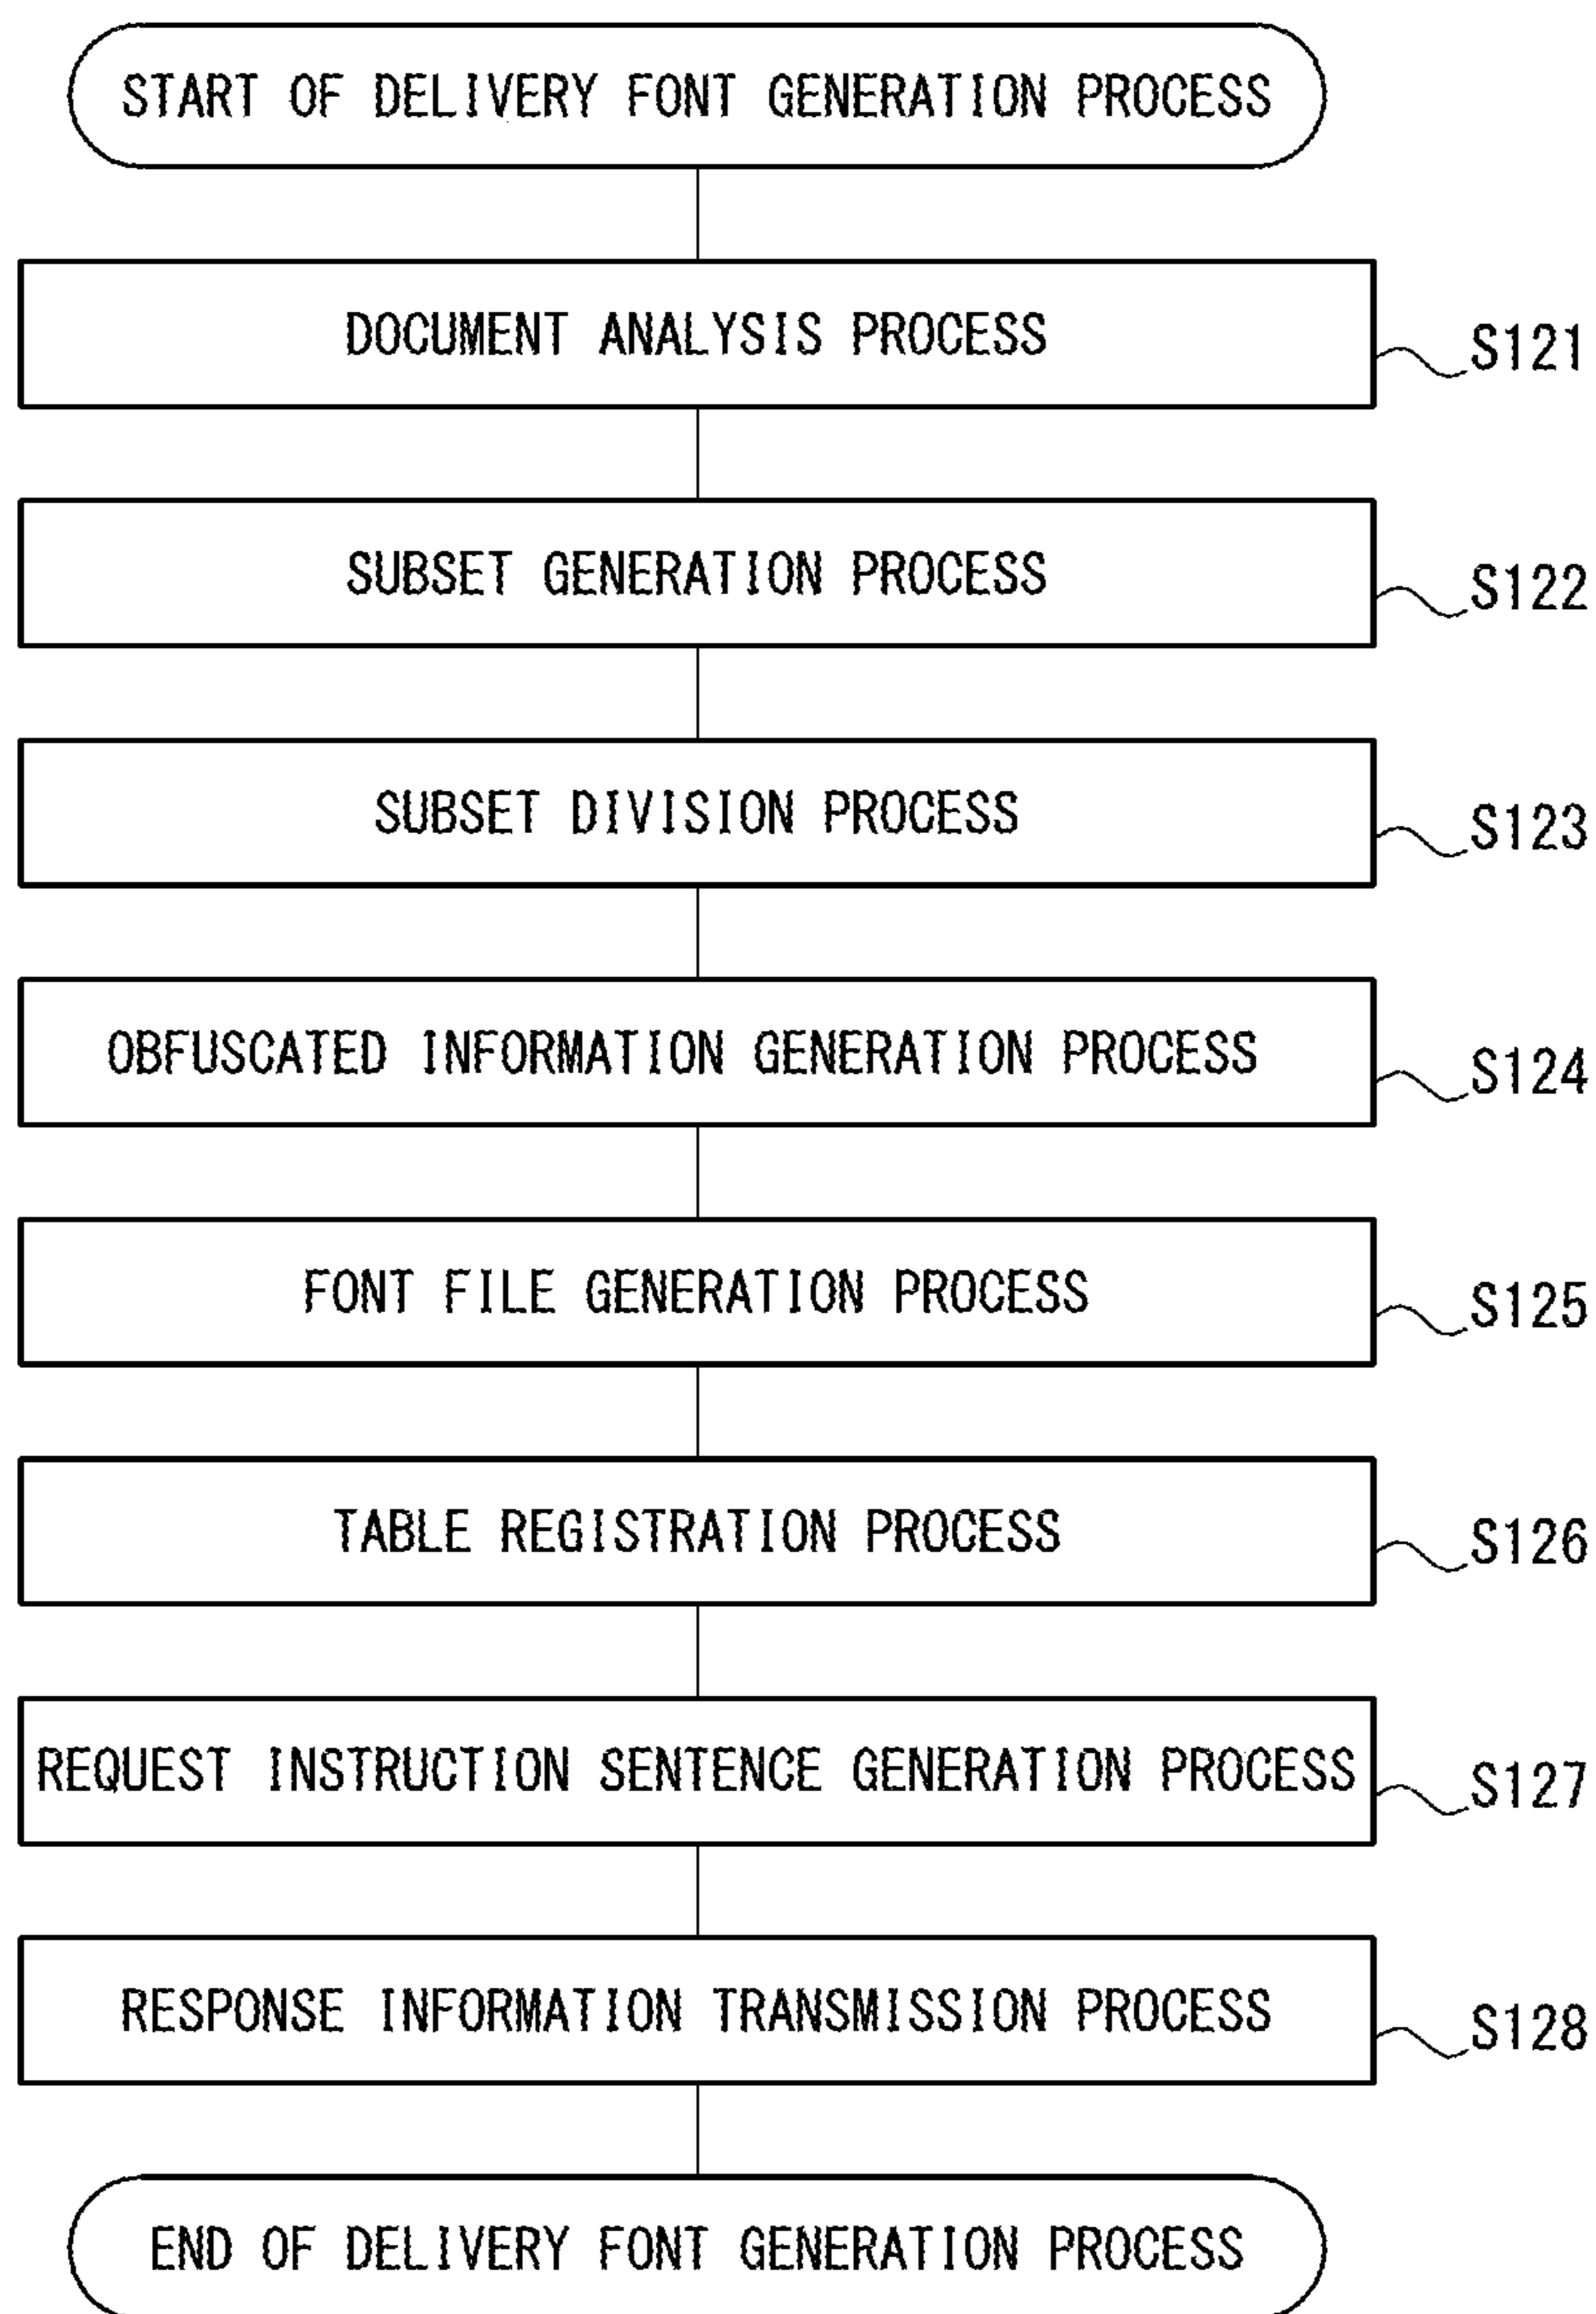 START OF DELIVERY FONT GENERATION PROCESS
DOCUMENT ANALYSIS PROCESS
S121
SUBSET GENERATION PROCESS
S122
SUBSET DIVISION PROCESS
S123
OBFUSCATED INFORMATION GENERATION PROCESS
S124
FONT FILE GENERATION PROCESS
S125
TABLE REGISTRATION PROCESS
S126
REQUEST INSTRUCTION SENTENCE GENERATION PROCESS
S127
RESPONSE INFORMATION TRANSMISSION PROCESS
S128
END OF DELIVERY FONT GENERATION PROCESS